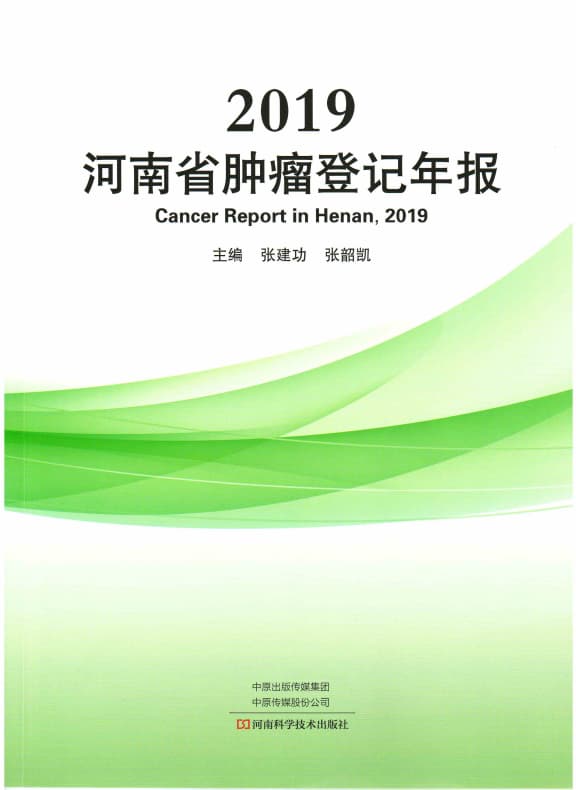 2019
河南省肿瘤登记年报
Cancer Report in Henan, 2019
主编 张建功 张韶凯
中原出版传媒集团
中原传媒股份公司
河南科学技术出版社